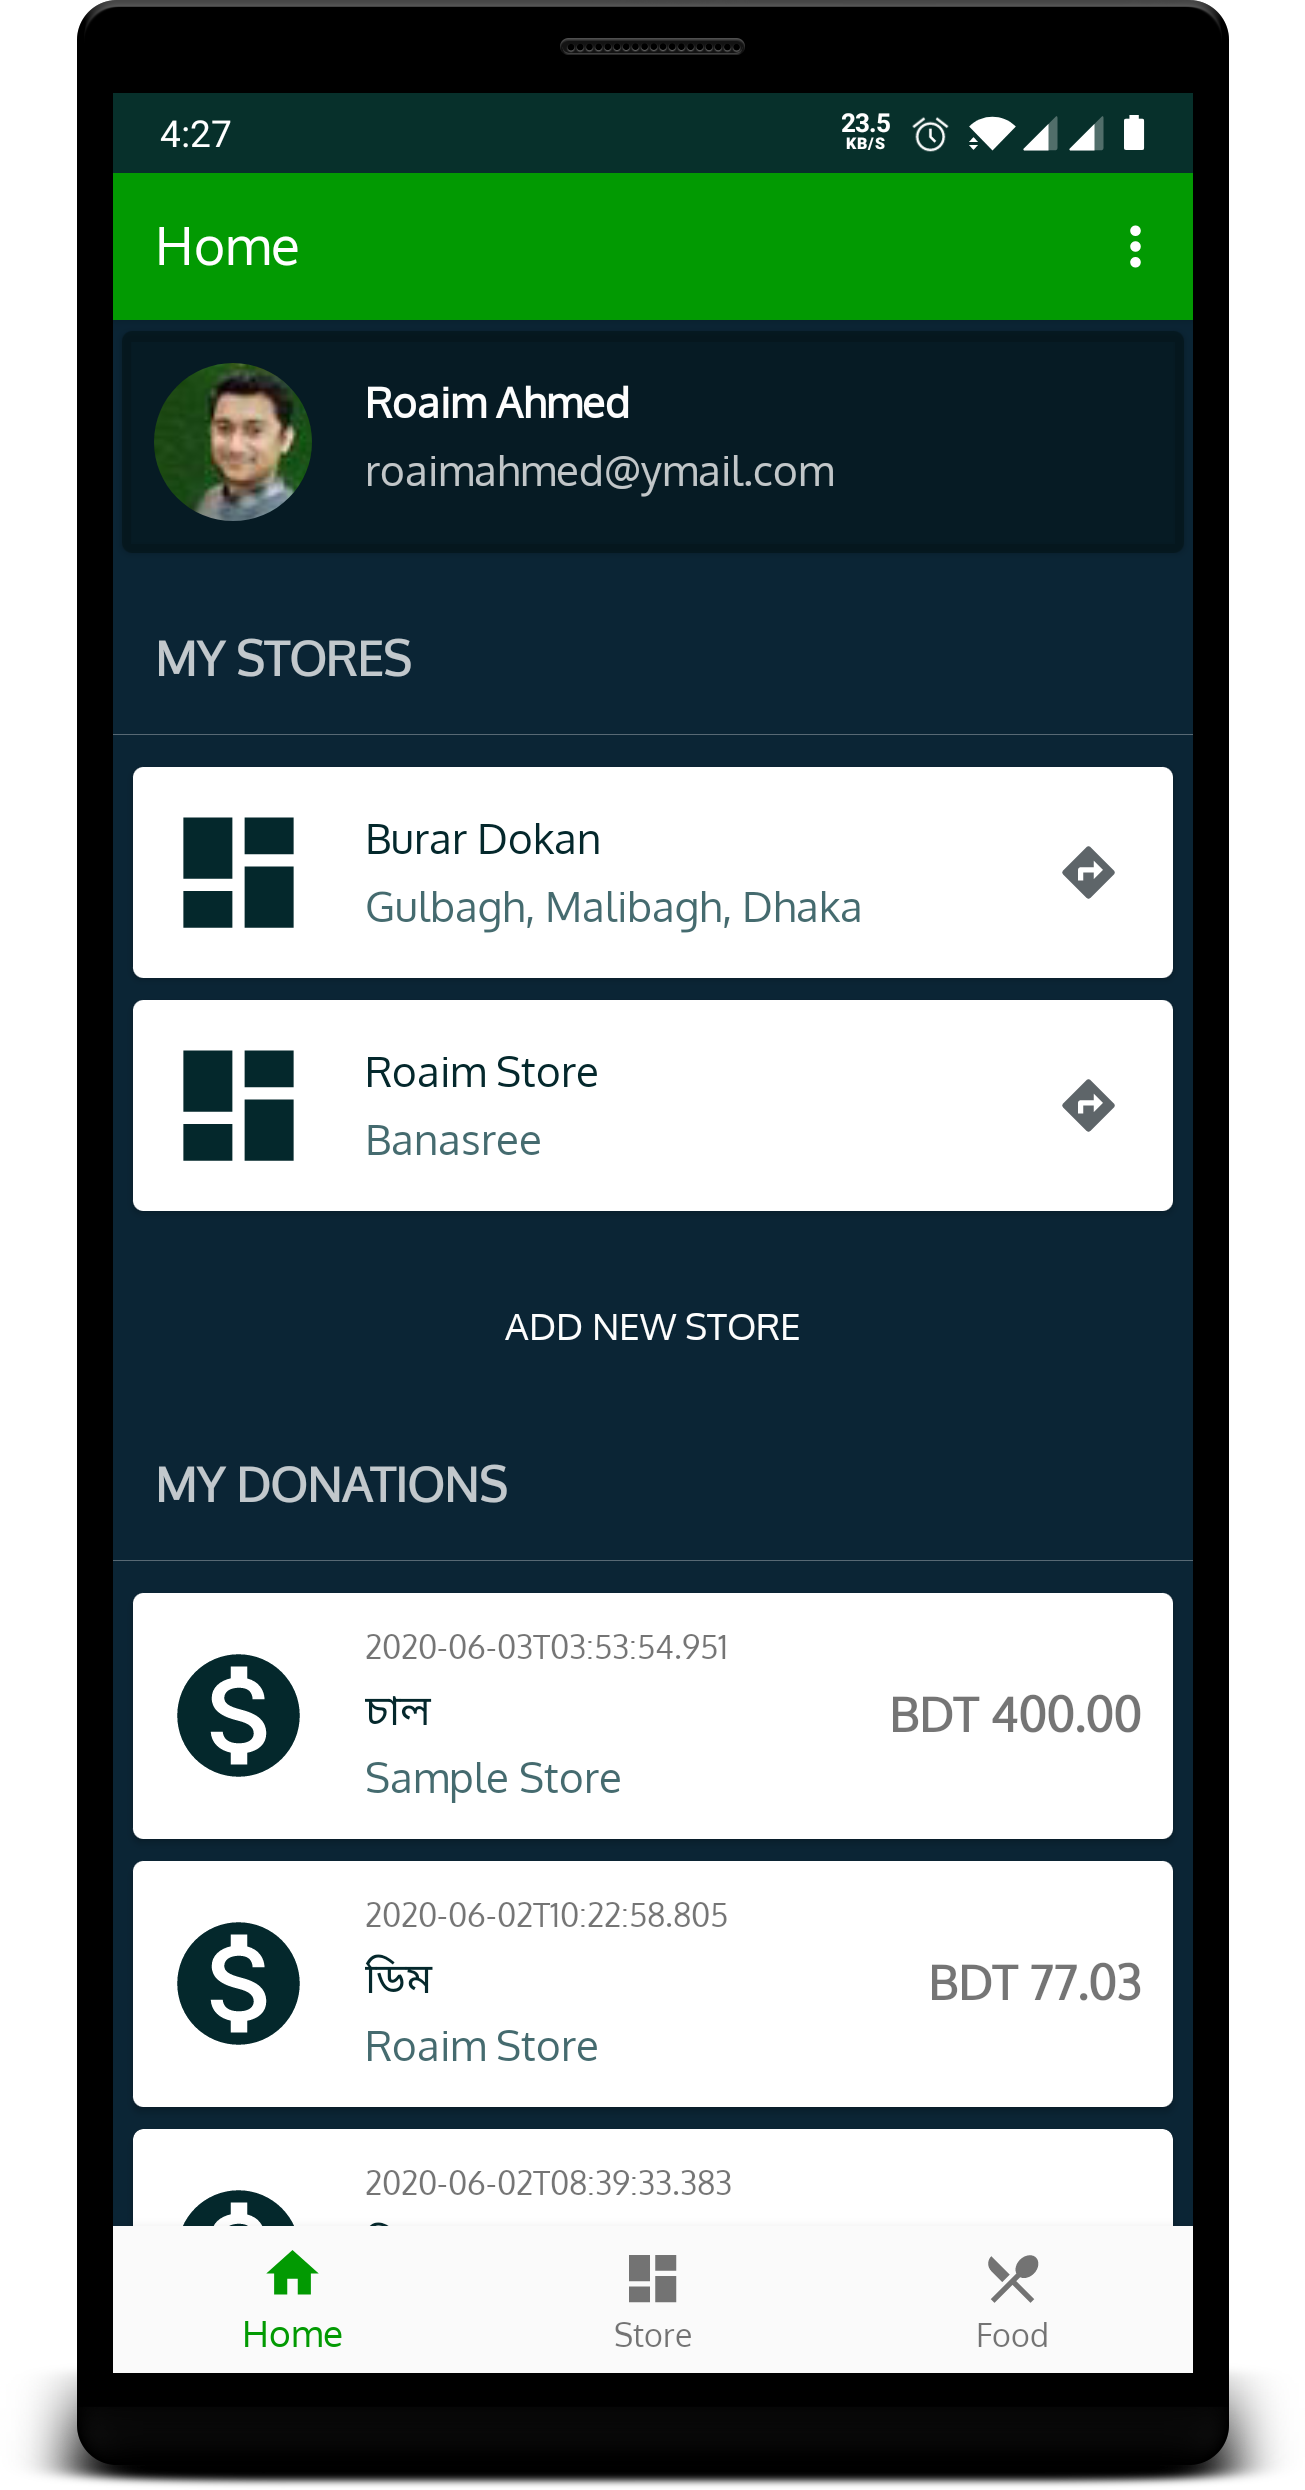 4:27
23.5
KB/S
Home
Roaim Ahmed
roaimahmed@ymail.com
MY STORES
Burar Dokan
Gulbagh, Malibagh, Dhaka
Roaim Store
Banasree
ADD NEW STORE
MY DONATIONS
2020-06-03T03:53:54.951
চাল
BDT 400.00
Sample Store
2020-06-02T10:22:58.805
ডিম
BDT 77.03
Roaim Store
2020-06-02T08:39:33.383
Home
Store
Food